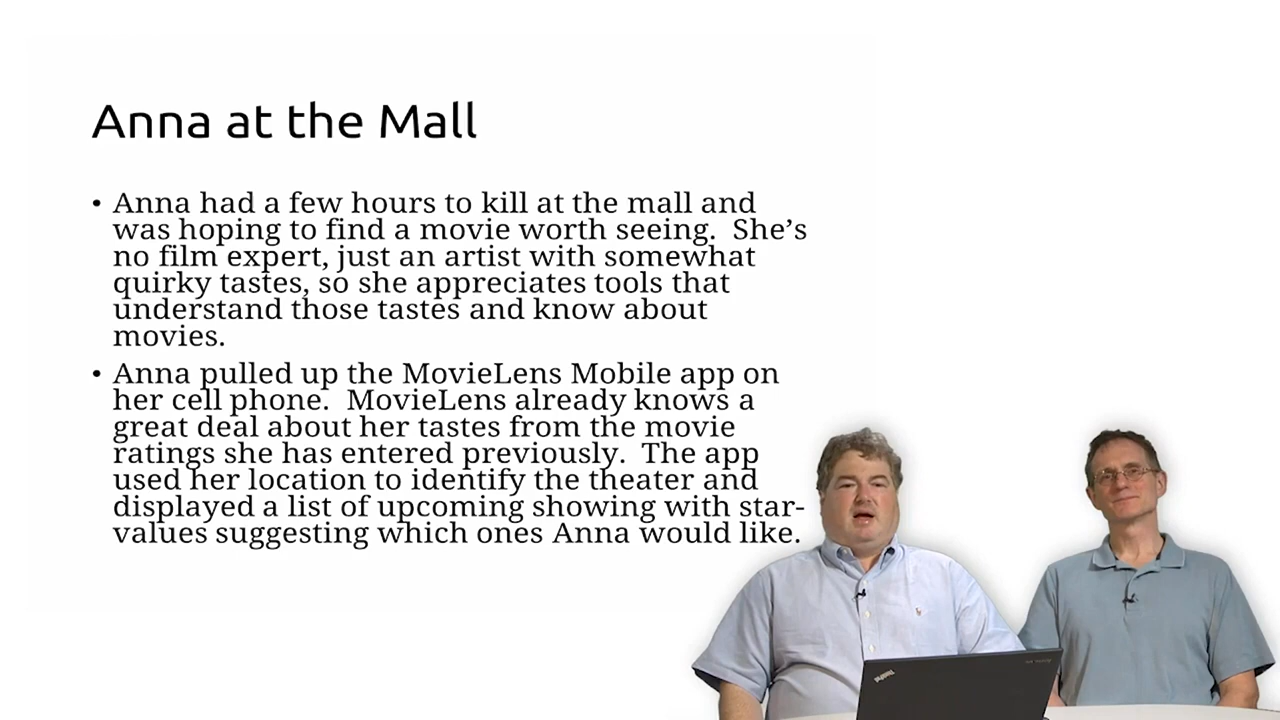 Anna at the Mall
• Anna had a few hours to kill at the mall and
was hoping to find a movie worth seeing.  She’s
no film expert, just an artist with somewhat
quirky tastes, so she appreciates tools that
understand those tastes and know about
movies.
• Anna pulled up the MovieLens Mobile app on
her cell phone.  MovieLens already knows a
great deal about her tastes from the movie
ratings she has entered previously.  The app
used her location to identify the theater and
displayed a list of upcoming showing with star-
values suggesting which ones Anna would like.
ThinkPad